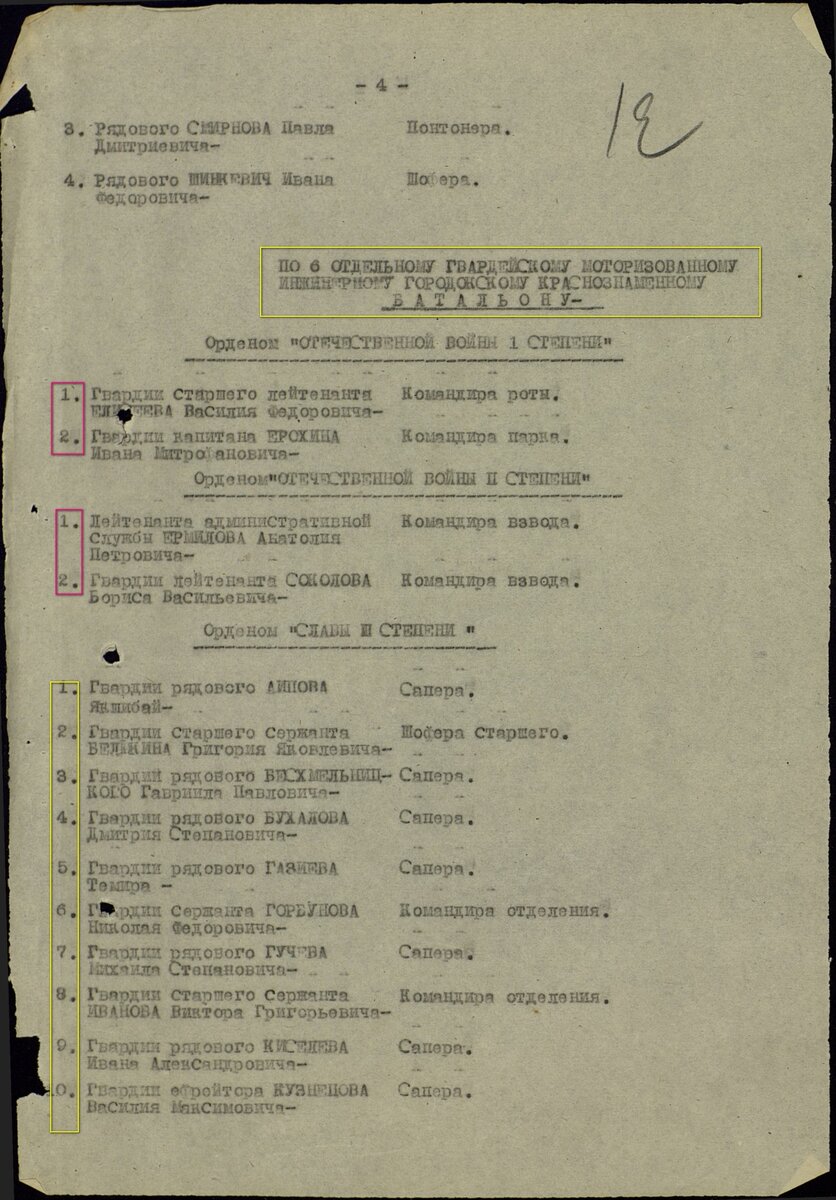 - 4 -
12
3. Рядового СМИРНОВА Павла Понтонера.
Дмитриевича-
4. Рядового ШИНКЕВИЧ Ивана Шофера.
Федоровича-
ПО 6 ОТДЕЛЬНОМУ ГВАРДЕЙСКОМУ МОТОРИЗОВАННОМУ
ИНЖИНЕРНОМУ ГОРОДОКСКОМУ КРАСНОЗНАМЕННОМУ
БАТАЛЬОНУ-
Орденом "ОТЕЧЕСТВЕННОЙ ВОЙНЫ 1 СТЕПЕНИ"
1. Гвардии старшего лейтенанта Командира роты.
ЕЛИСЕЕВА Василия Федоровича-
2. Гвардии капитана ЕРОХИНА Командира парка.
Ивана Митрофановича-
Орденом"ОТЕЧЕСТВЕННОЙ ВОЙНЫ П СТЕПЕНИ"
1. Лейтенанта административной Командира взвода.
Службы ЕРМИЛОВА Анатолия
Петровича-
2. Гвардии лейтенанта СОКОЛОВА Командира взвода.
Бориса Васильевича-
Орденом "СЛАВЫ Ш СТЕПЕНИ "
1. Гвардии рядового АИПОВА Сапера.
Якшибай-
2. Гвардии старшего сержанта Шофера старшего.
Григория Яковлевича-
3. Гвардии рядового БЕСХМЕЛЬНИЦ- Сапера.
КОГО Гавриила Павловича-
4. Гвардии рядового БУХАЛОВА Сапера.
Дмитрия Степановича-
5. Гвардии рядового ГАЗИЕВА Сапера.
Темира -
6. Гвардии сержанта ГОРБУНОВА Командира отделения.
Николая Федоровича-
7. Гвардии рядового ГУЧЕВА Сапера.
Михаила Степановича-
8. Гвардии старшего сержанта Командира отделения.
ИВАНОВА Виктора Григорьевича-
9. Гвардии рядового КИСЕЛЕВА Сапера.
Ивана Александровича-
10. Гвардии ефрейтора КУЗНЕЦОВА Сапера.
Василия Максимовича-